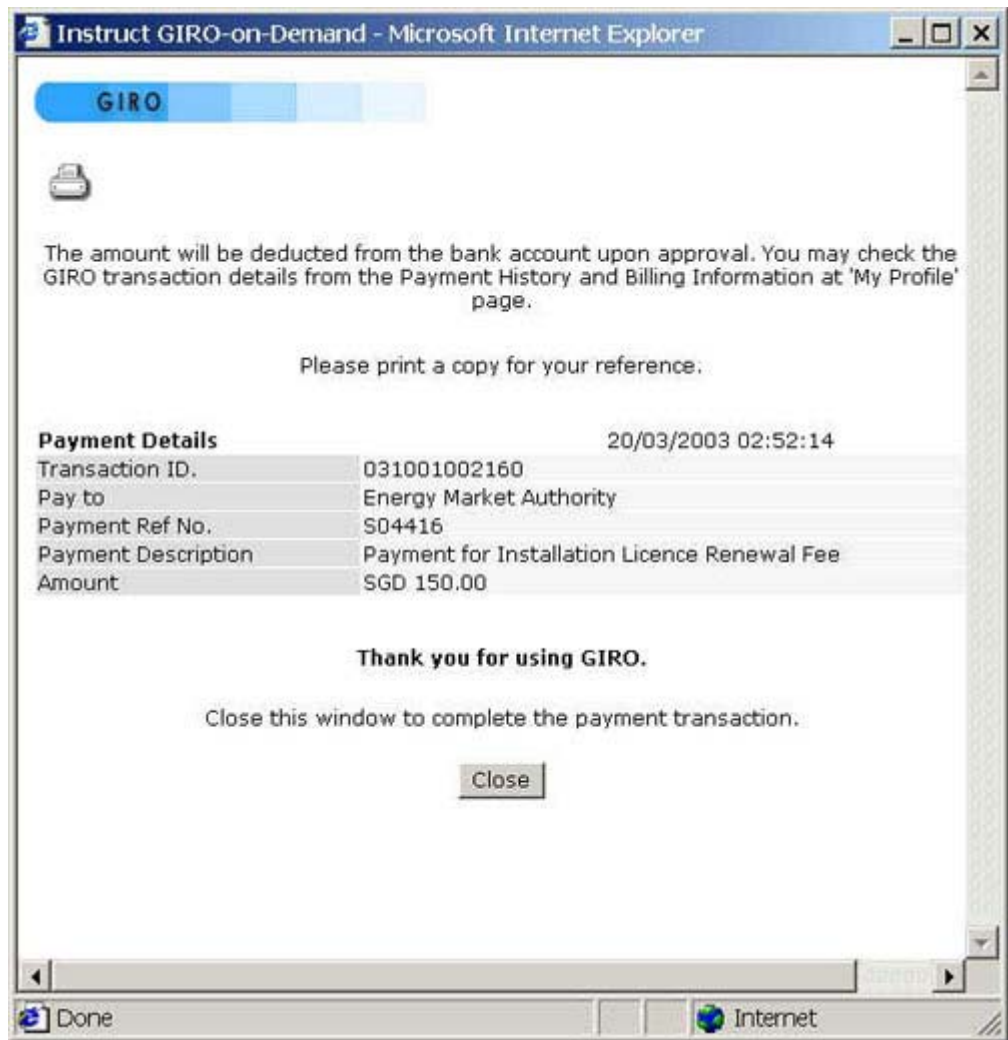 Instruct GIRO-on-Demand - Microsoft Internet Explorer
GIRO
The amount will be deducted from the bank account upon approval. You may check the
GIRO transaction details from the Payment History and Billing Information at 'My Profile'
page.
Please print a copy for your reference.
Payment Details 20/03/2003 02:52:14
Transaction ID. 031001002160
Pay to Energy Market Authority
Payment Ref No. S04416
Payment Description Payment for Installation Licence Renewal Fee
Amount SGD 150.00
Thank you for using GIRO.
Close this window to complete the payment transaction.
Close
Done Internet